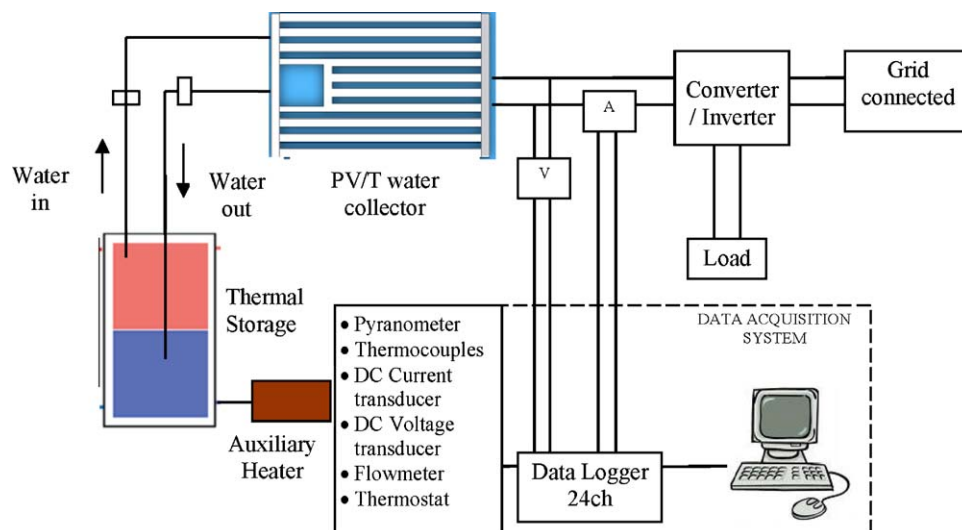 Water
in
Water
out
PV/T water
collector
A
V
Converter
/ Inverter
Grid
connected
Load
Thermal
Storage
Auxiliary
Heater
• Pyranometer
• Thermocouples
• DC Current
transducer
• DC Voltage
transducer
• Flowmeter
• Thermostat
DATA ACQUISITION
SYSTEM
Data Logger
24ch